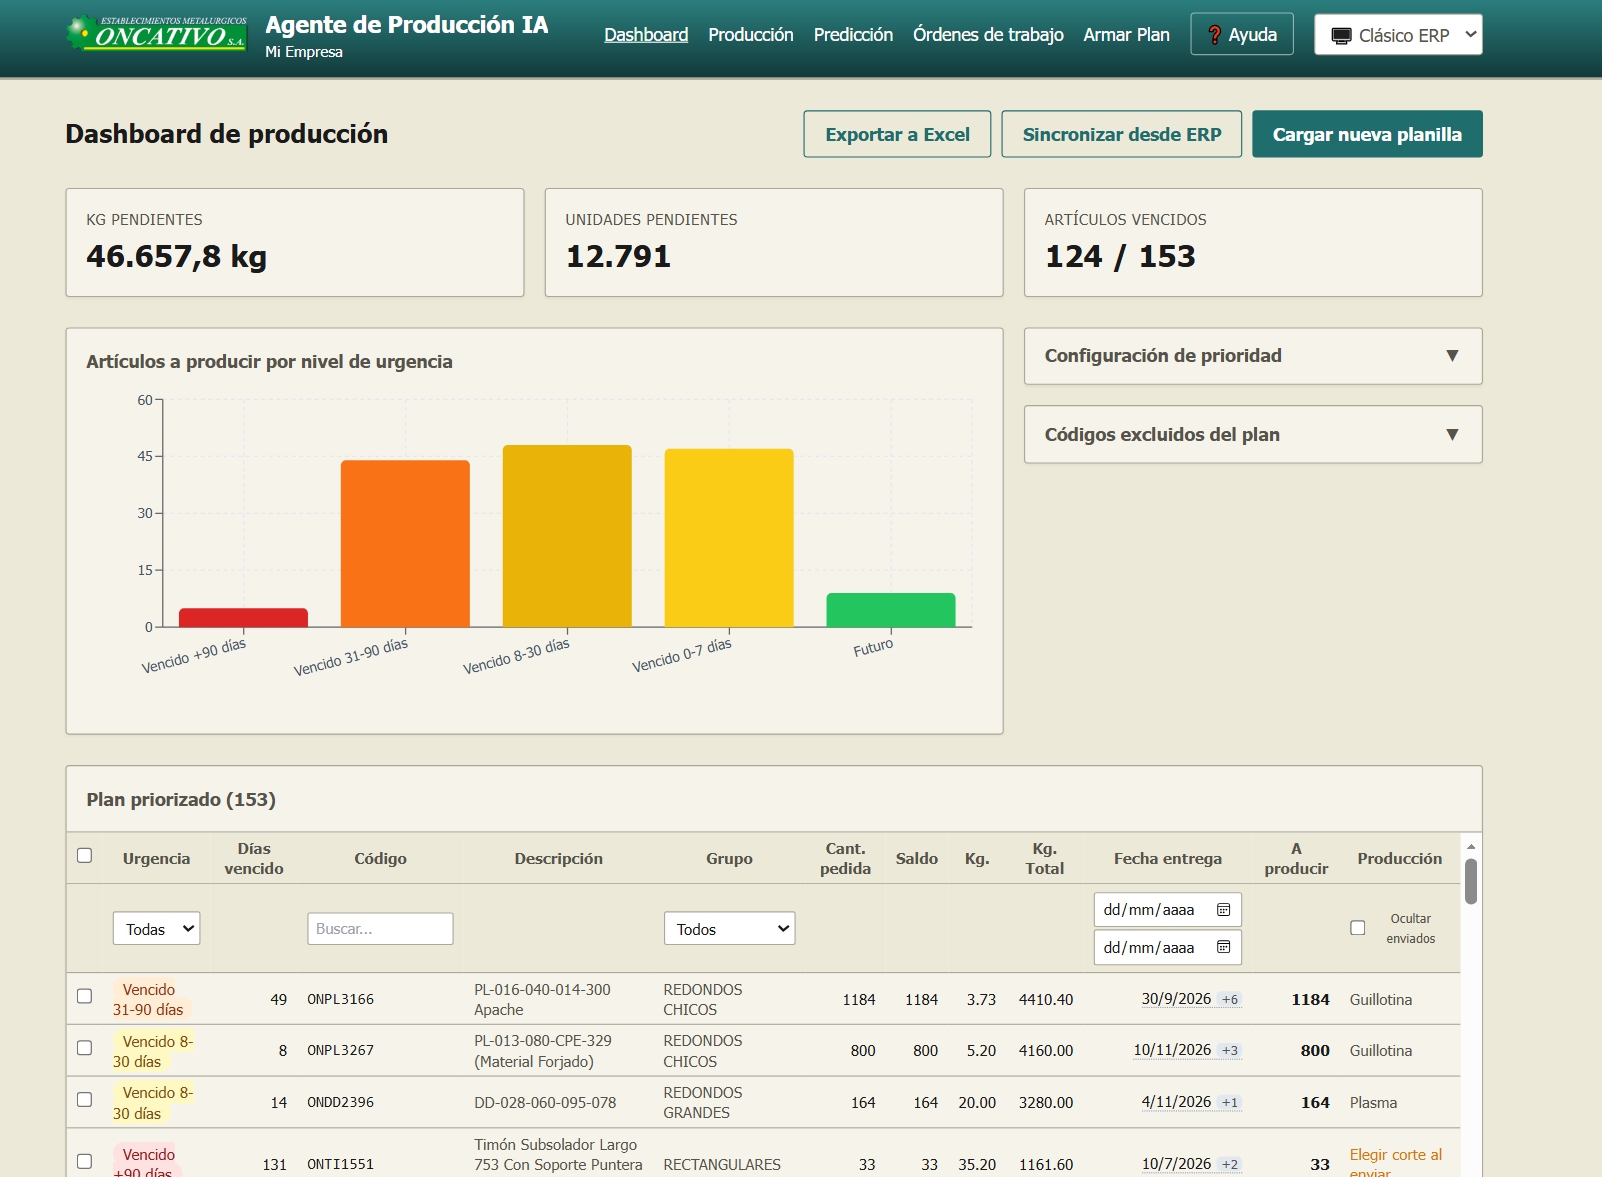 ESTABLECIMIENTOS METALURGICOS
ONCATIVO S.A.
Agente de Producción IA
Mi Empresa
Dashboard
Producción
Predicción
Órdenes de trabajo
Armar Plan
❓ Ayuda
Clásico ERP
Dashboard de producción
Exportar a Excel
Sincronizar desde ERP
Cargar nueva planilla
KG PENDIENTES
46.657,8 kg
UNIDADES PENDIENTES
12.791
ARTÍCULOS VENCIDOS
124 / 153
Artículos a producir por nivel de urgencia
60
45
30
15
0
Vencido +90 días
Vencido 31-90 días
Vencido 8-30 días
Vencido 0-7 días
Futuro
Configuración de prioridad ▼
Códigos excluidos del plan ▼
Plan priorizado (153)
Urgencia
Días
vencido
Código
Descripción
Grupo
Cant.
pedida
Saldo
Kg.
Kg.
Total
Fecha entrega
A
producir
Producción
Todas
Buscar...
Todos
dd/mm/aaaa
dd/mm/aaaa
Ocultar
enviados
Vencido
31-90 días
49
ONPL3166
PL-016-040-014-300
Apache
REDONDOS
CHICOS
1184
1184
3.73
4410.40
30/9/2026 +6
1184
Guillotina
Vencido 8-
30 días
8
ONPL3267
PL-013-080-CPE-329
(Material Forjado)
REDONDOS
CHICOS
800
800
5.20
4160.00
10/11/2026 +3
800
Guillotina
Vencido 8-
30 días
14
ONDD2396
DD-028-060-095-078
REDONDOS
GRANDES
164
164
20.00
3280.00
4/11/2026 +1
164
Plasma
Vencido
+90 días
131
ONTI1551
Timón Subsolador Largo
753 Con Soporte Puntera
RECTANGULARES
33
33
35.20
1161.60
10/7/2026 +2
33
Elegir corte al
enviar